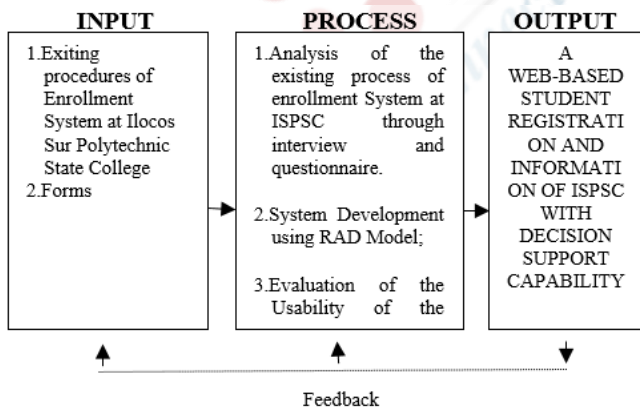 INPUT
1.Exiting
procedures of
Enrollment
System at Ilocos
Sur Polytechnic
State College
2.Forms
PROCESS
1.Analysis of the
existing process of
enrollment System at
ISPSC through
interview and
questionnaire.
2.System Development
using RAD Model;
3.Evaluation of the
Usability of the
OUTPUT
A
WEB-BASED
STUDENT
REGISTRATI
ON AND
INFORMATI
ON OF ISPSC
WITH
DECISION
SUPPORT
CAPABILITY
Feedback